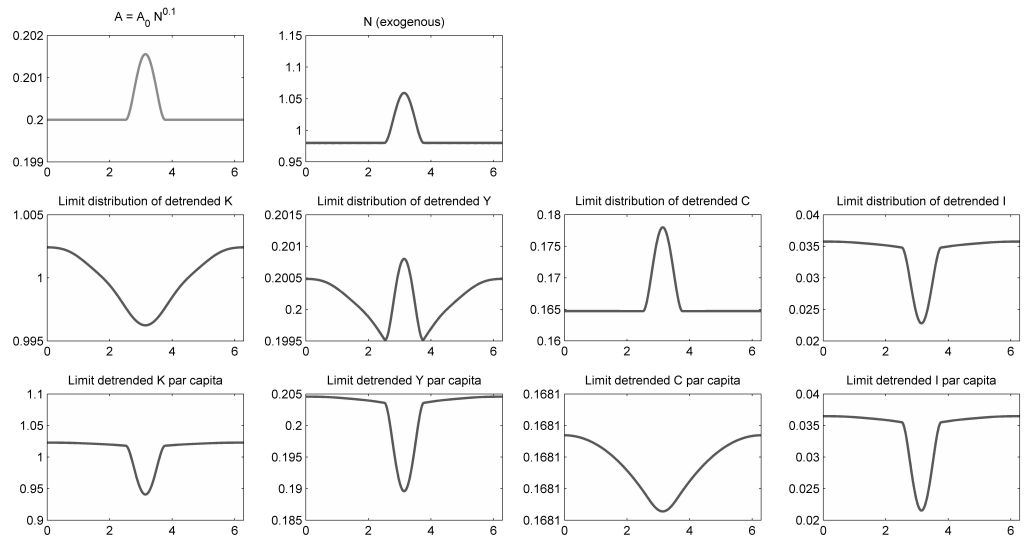 A = A0 N0.1
N (exogenous)
0.202
0.201
0.2
0.199
0 2 4 6
1.15
1.1
1.05
1
0.95
0 2 4 6
Limit distribution of detrended K
Limit distribution of detrended Y
Limit distribution of detrended C
Limit distribution of detrended I
1.005
1
0.995
0 2 4 6
0.2015
0.201
0.2005
0.2
0.1995
0 2 4 6
0.18
0.175
0.17
0.165
0.16
0 2 4 6
0.04
0.035
0.03
0.025
0.02
0 2 4 6
Limit detrended K par capita
Limit detrended Y par capita
Limit detrended C par capita
Limit detrended I par capita
1.1
1.05
1
0.95
0.9
0 2 4 6
0.205
0.2
0.195
0.19
0.185
0 2 4 6
0.1681
0.1681
0.1681
0.1681
0.1681
0 2 4 6
0.04
0.035
0.03
0.025
0.02
0 2 4 6